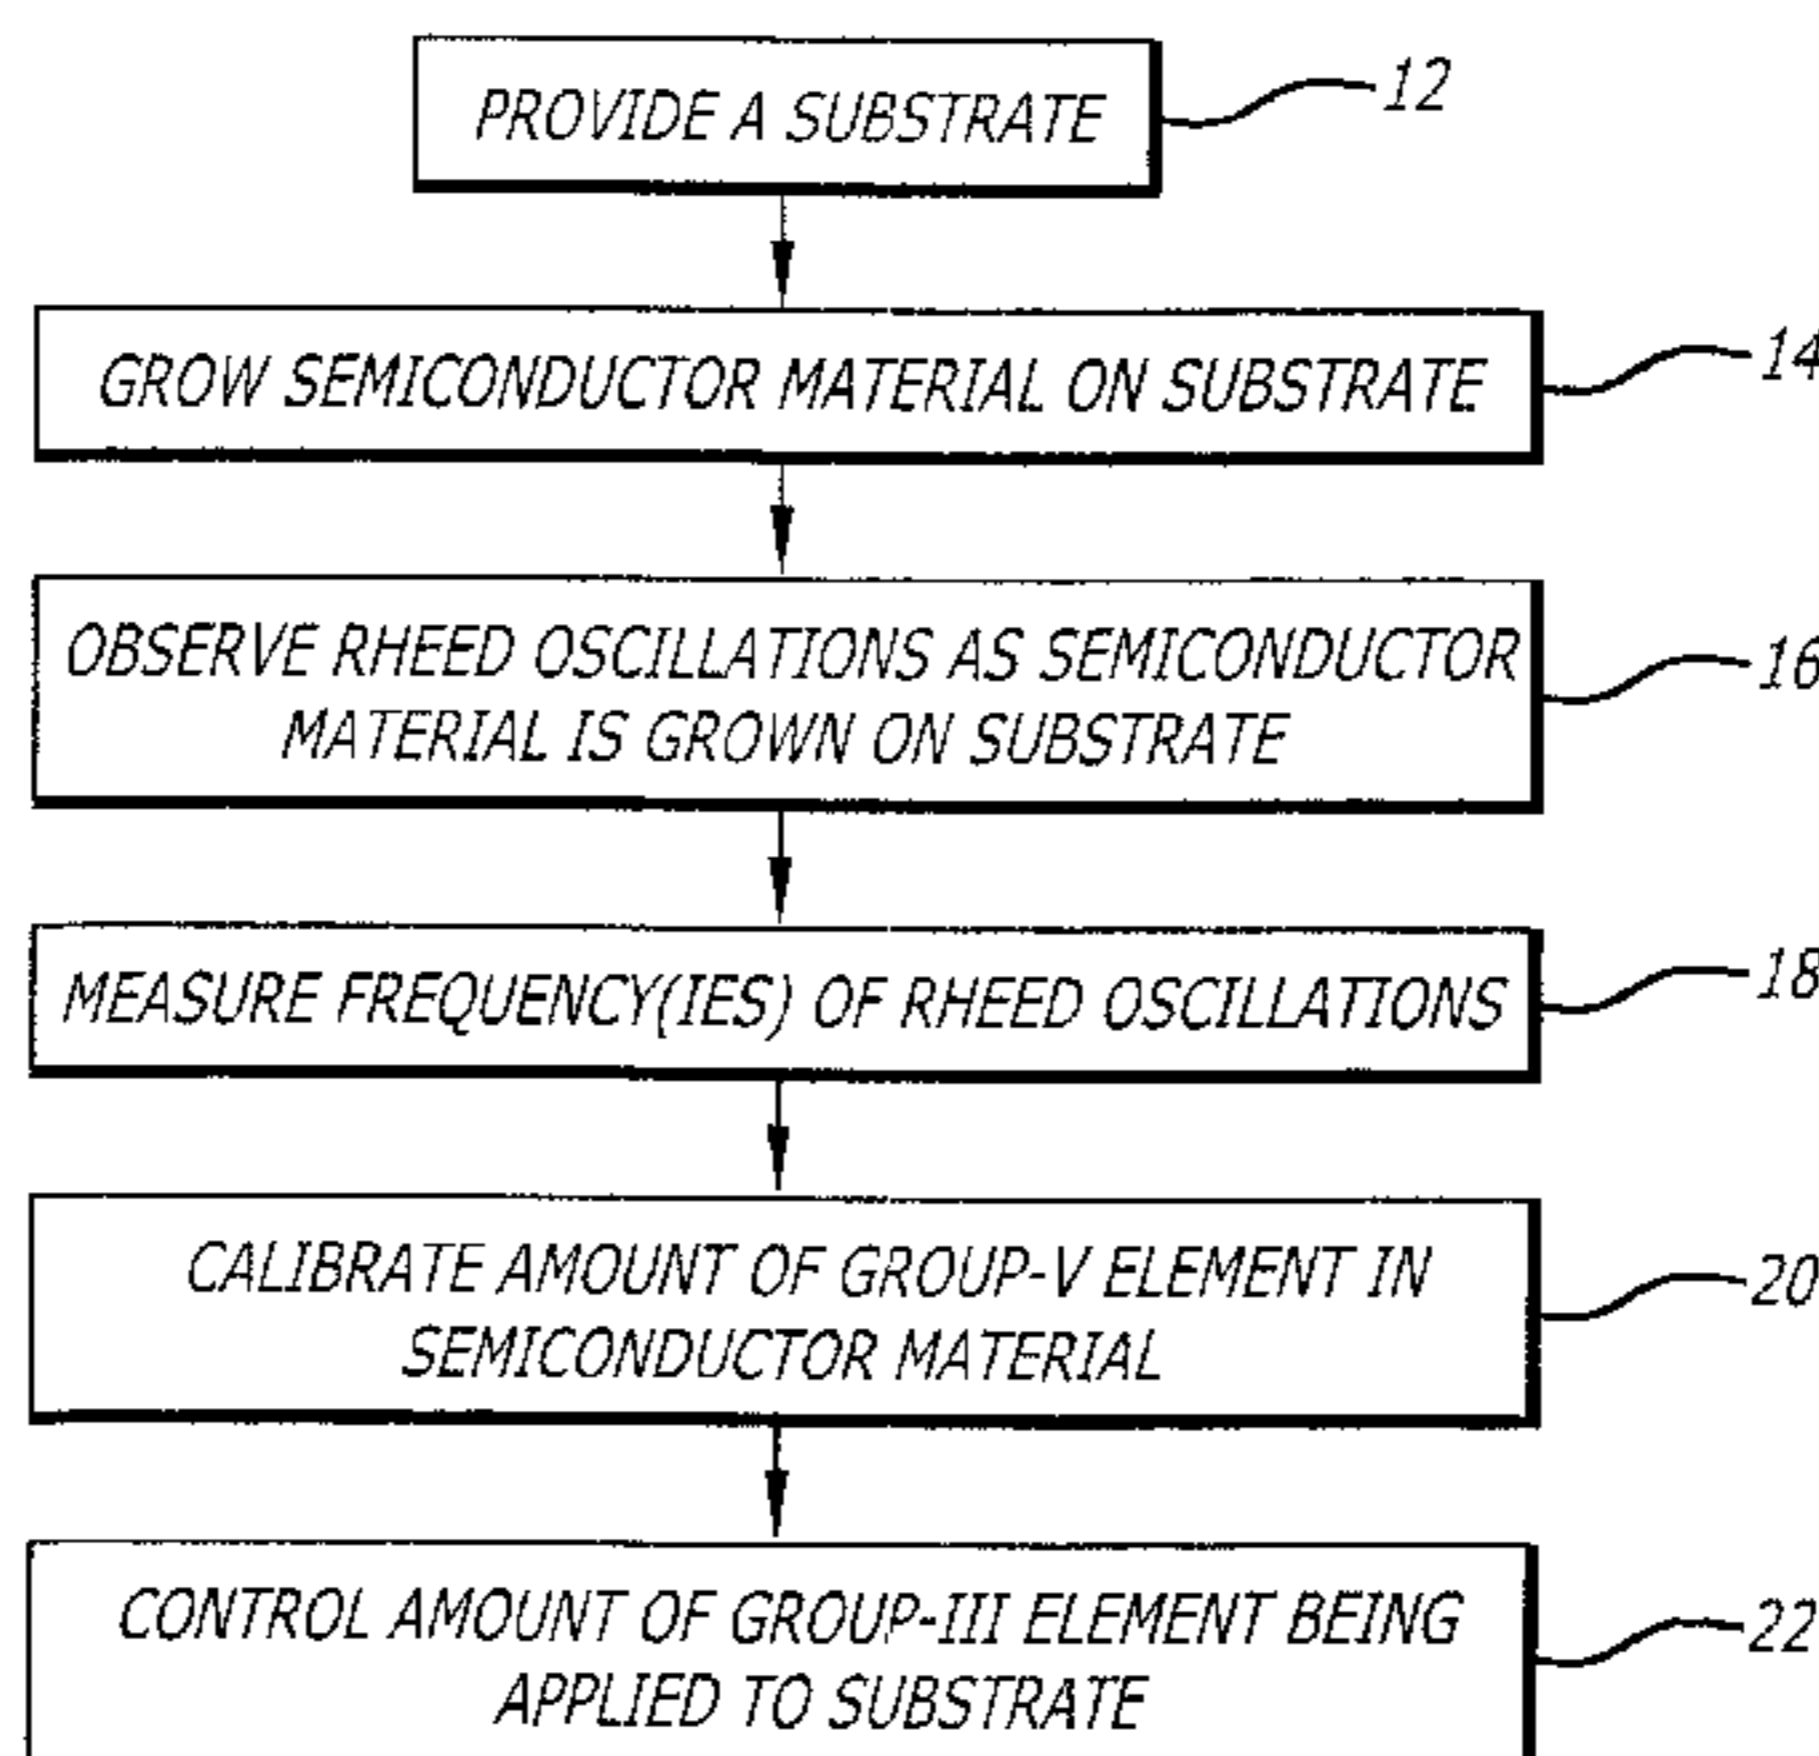 PROVIDE A SUBSTRATE
12
GROW SEMICONDUCTOR MATERIAL ON SUBSTRATE
14
OBSERVE RHEED OSCILLATIONS AS SEMICONDUCTOR
MATERIAL IS GROWN ON SUBSTRATE
16
MEASURE FREQUENCY(IES) OF RHEED OSCILLATIONS
18
CALIBRATE AMOUNT OF GROUP-V ELEMENT IN
SEMICONDUCTOR MATERIAL
20
CONTROL AMOUNT OF GROUP-III ELEMENT BEING
APPLIED TO SUBSTRATE
22